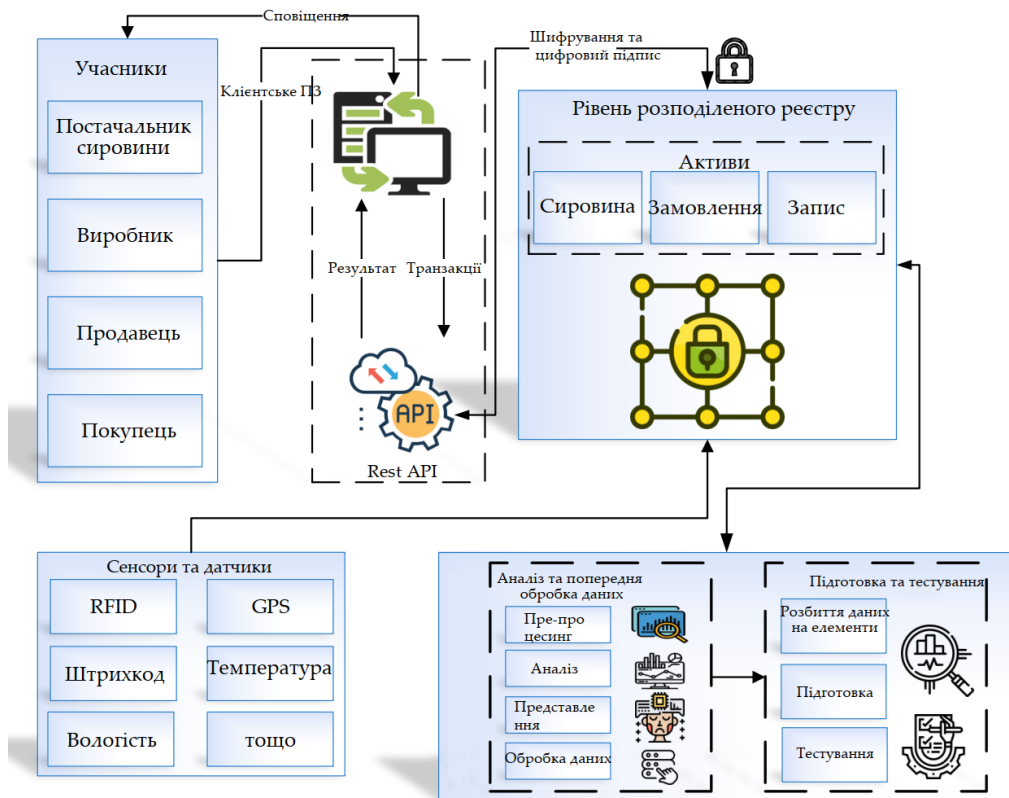 Сповіщення
Учасники
Постачальник
сировини
Виробник
Продавець
Покупець
Клієнтське ПЗ
Результат
Транзакції
API
Rest API
Шифрування та
цифровий підпис
Рівень розподіленого реєстру
Активи
Сировина
Замовлення
Запис
Сенсори та датчики
RFID
GPS
Штрихкод
Температура
Вологість
тощо
Аналіз та попередня
обробка даних
Пре-про
цесинг
Аналіз
Представле
ння
Обробка даних
Підготовка та тестування
Розбиття даних
на елементи
Підготовка
Тестування